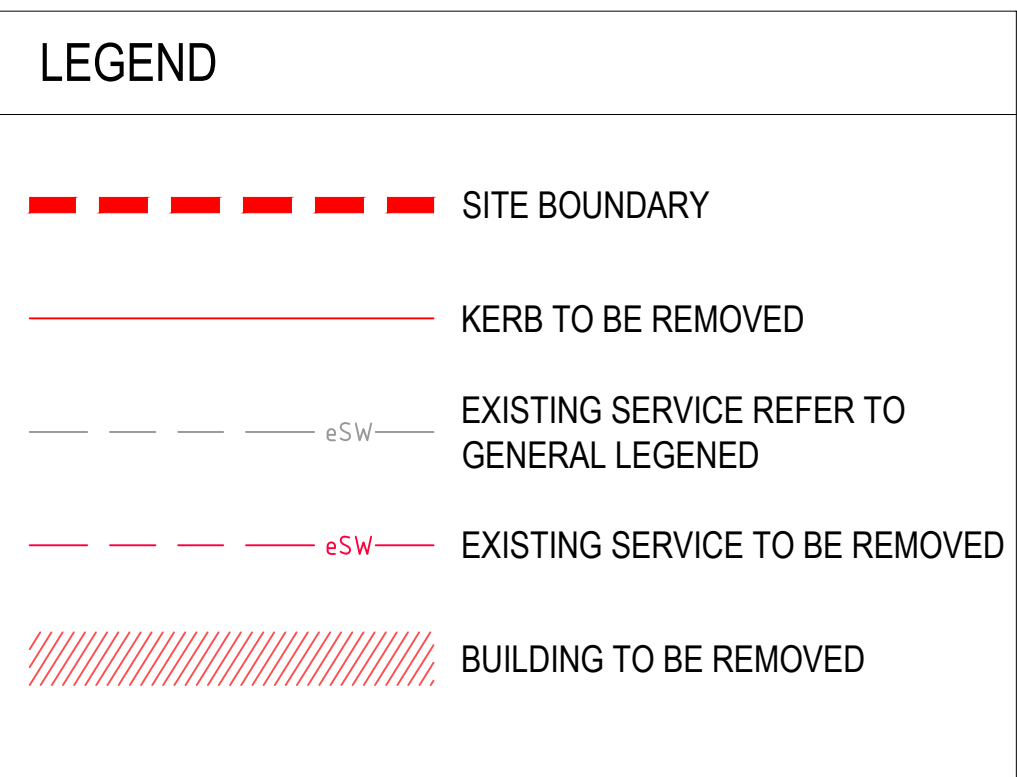 LEGEND
SITE BOUNDARY
KERB TO BE REMOVED
eSW
EXISTING SERVICE REFER TO
GENERAL LEGENED
eSW
EXISTING SERVICE TO BE REMOVED
BUILDING TO BE REMOVED